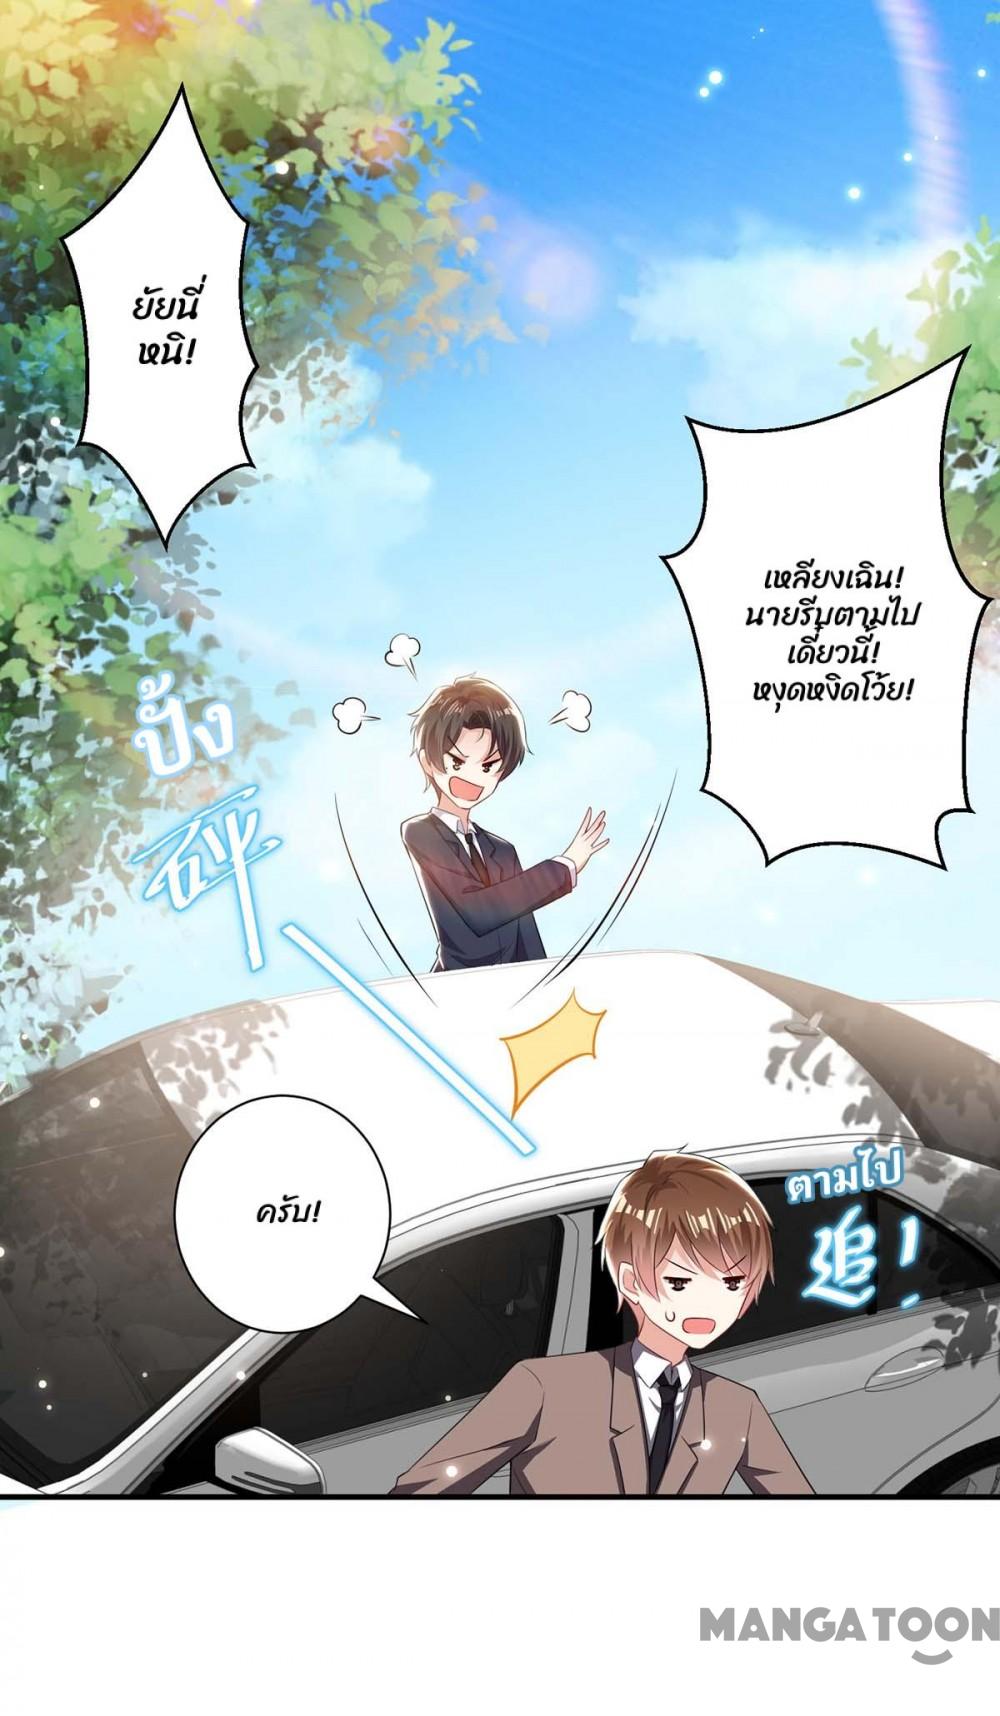 ยัยนี่
หนิ!
เหลียงเฉิน!
นายรีบตามไป
เดี๋ยวนี้!
หงุดหงิดโว้ย!
ปั้ง
砰
ครับ!
ตามไป
追!
MANGATOON